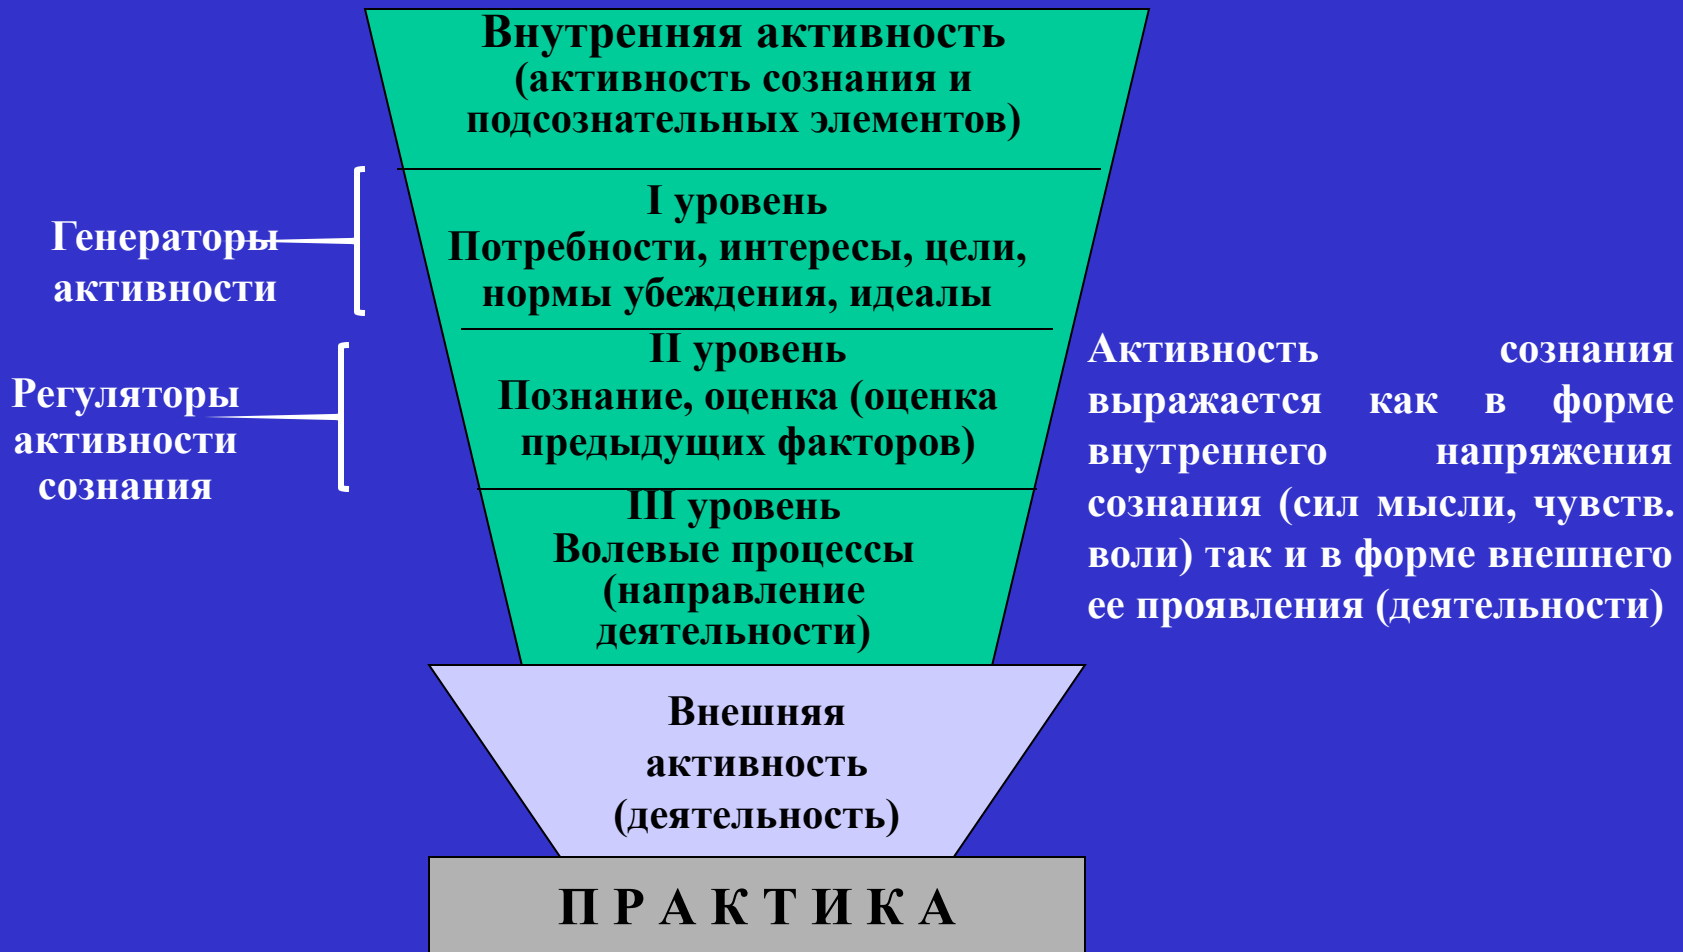 Внутренняя активность
(активность сознания и
подсознательных элементов)
I уровень
Потребности, интересы, цели,
нормы убеждения, идеалы
II уровень
Познание, оценка (оценка
предыдущих факторов)
III уровень
Волевые процессы
(направление
деятельности)
Внешняя
активность
(деятельность)
П Р А К Т И К А
Генераторы
активности
Регуляторы
активности
сознания
Активность сознания
выражается как в форме
внутреннего напряжения
сознания (сил мысли, чувств.
воли) так и в форме внешнего
ее проявления (деятельности)